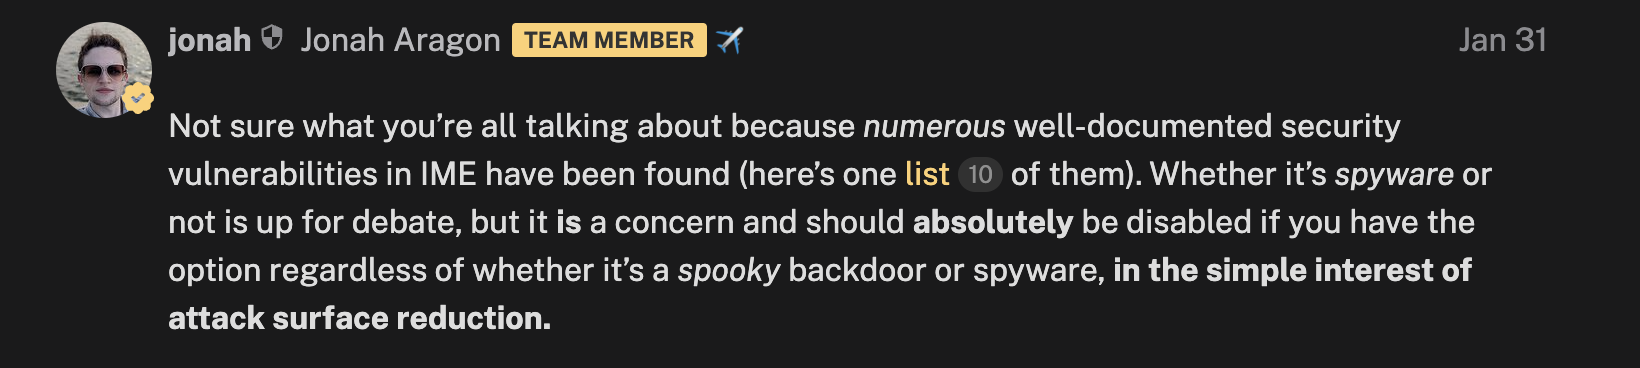 jonah Jonah Aragon TEAM MEMBER Jan 31
Not sure what you’re all talking about because numerous well-documented security
vulnerabilities in IME have been found (here’s one list 10 of them). Whether it’s spyware or
not is up for debate, but it is a concern and should absolutely be disabled if you have the
option regardless of whether it’s a spooky backdoor or spyware, in the simple interest of
attack surface reduction.